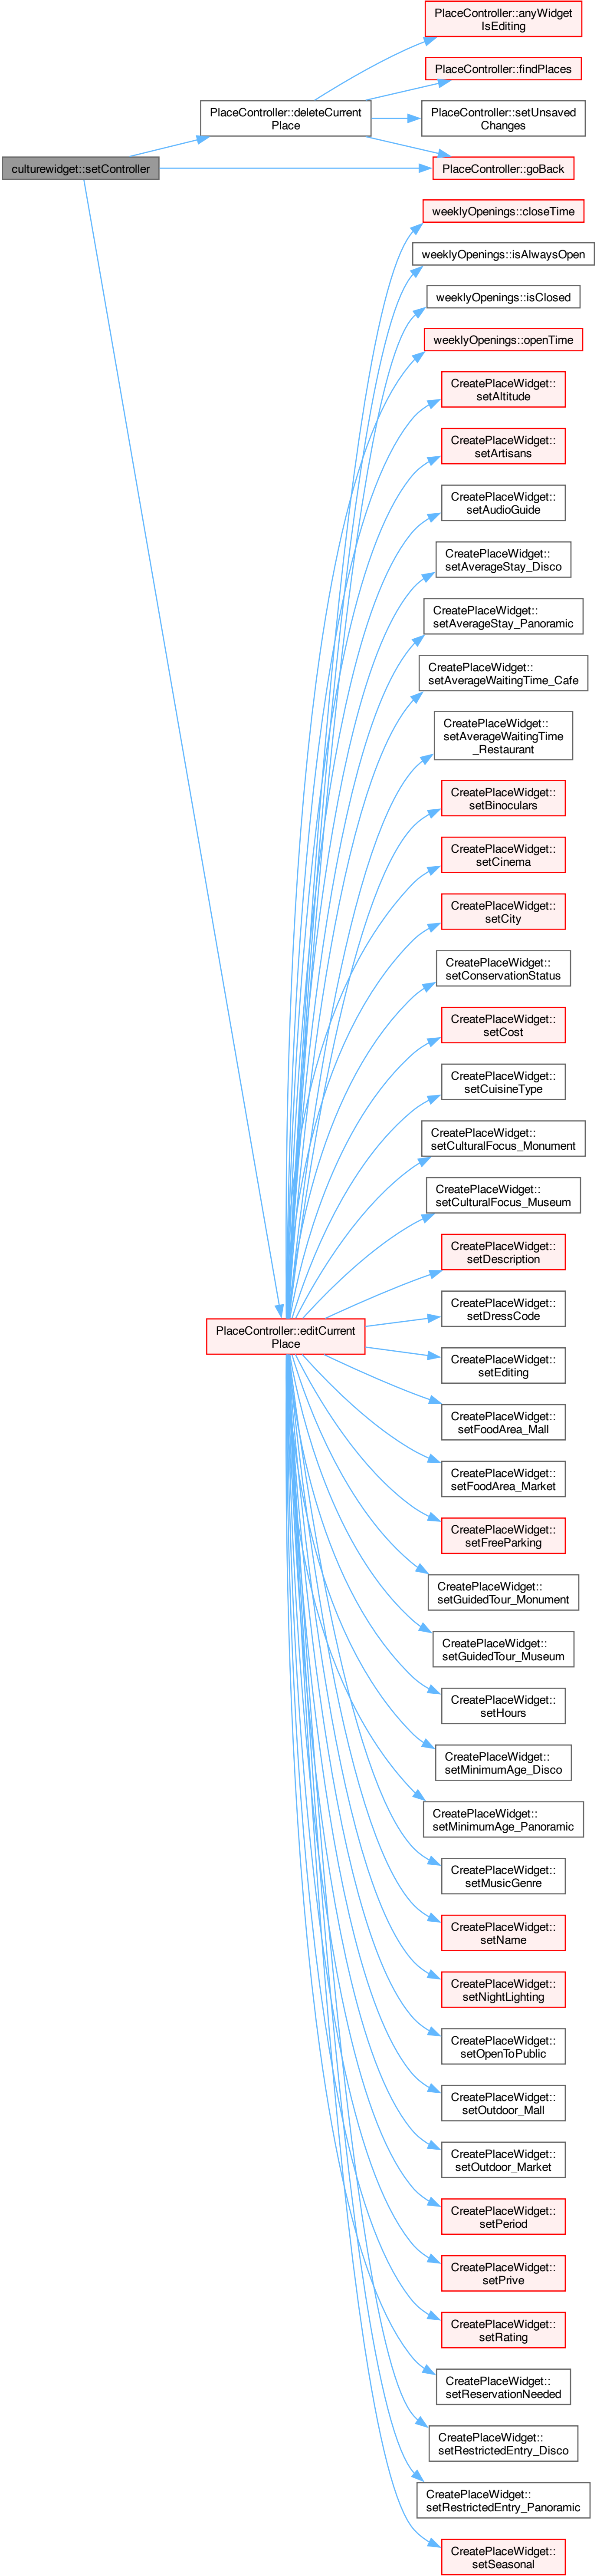 PlaceController::anyWidget
IsEditing
PlaceController::findPlaces
PlaceController::deleteCurrent
Place
PlaceController::setUnsaved
Changes
culturewidget::setController
PlaceController::goBack
weeklyOpenings::closeTime
weeklyOpenings::isAlwaysOpen
weeklyOpenings::isClosed
weeklyOpenings::openTime
CreatePlaceWidget::
setAltitude
CreatePlaceWidget::
setArtisans
CreatePlaceWidget::
setAudioGuide
CreatePlaceWidget::
setAverageStay_Disco
CreatePlaceWidget::
setAverageStay_Panoramic
CreatePlaceWidget::
setAverageWaitingTime_Cafe
CreatePlaceWidget::
setAverageWaitingTime
_Restaurant
CreatePlaceWidget::
setBinoculars
CreatePlaceWidget::
setCinema
CreatePlaceWidget::
setCity
CreatePlaceWidget::
setConservationStatus
CreatePlaceWidget::
setCost
CreatePlaceWidget::
setCuisineType
CreatePlaceWidget::
setCulturalFocus_Monument
CreatePlaceWidget::
setCulturalFocus_Museum
CreatePlaceWidget::
setDescription
CreatePlaceWidget::
setDressCode
PlaceController::editCurrent
Place
CreatePlaceWidget::
setEditing
CreatePlaceWidget::
setFoodArea_Mall
CreatePlaceWidget::
setFoodArea_Market
CreatePlaceWidget::
setFreeParking
CreatePlaceWidget::
setGuidedTour_Monument
CreatePlaceWidget::
setGuidedTour_Museum
CreatePlaceWidget::
setHours
CreatePlaceWidget::
setMinimumAge_Disco
CreatePlaceWidget::
setMinimumAge_Panoramic
CreatePlaceWidget::
setMusicGenre
CreatePlaceWidget::
setName
CreatePlaceWidget::
setNightLighting
CreatePlaceWidget::
setOpenToPublic
CreatePlaceWidget::
setOutdoor_Mall
CreatePlaceWidget::
setOutdoor_Market
CreatePlaceWidget::
setPeriod
CreatePlaceWidget::
setPrive
CreatePlaceWidget::
setRating
CreatePlaceWidget::
setReservationNeeded
CreatePlaceWidget::
setRestrictedEntry_Disco
CreatePlaceWidget::
setRestrictedEntry_Panoramic
CreatePlaceWidget::
setSeasonal